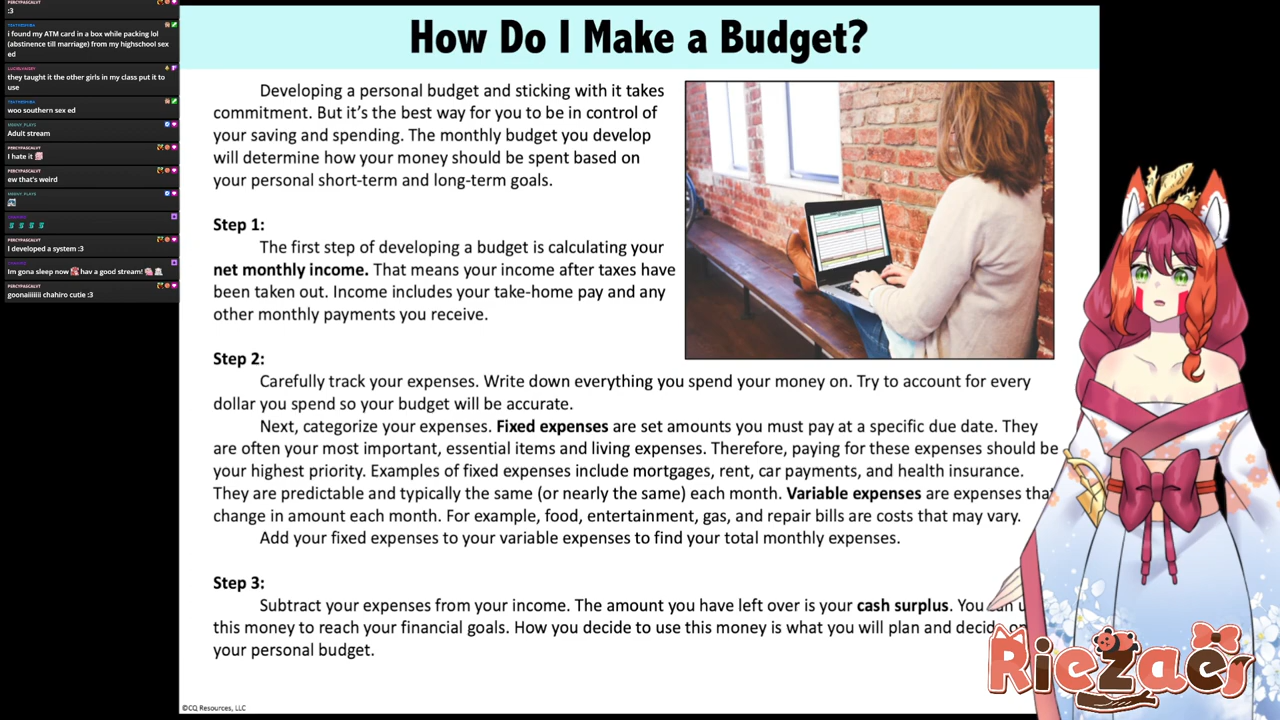 PERCYPASCALVT
:3
i found my ATM card in a box while packing lol
(abstinence till marriage) from my highschool sex
ed
they taught it the other girls in my class put it to
use
woo southern sex ed
Adult stream
PERCYPASCALVT
I hate it
PERCYPASCALVT
ew that's weird
PERCYPASCALVT
I developed a system :3
Im gona sleep now hav a good stream!
PERCYPASCALVT
goonaiiiiiii chahiro cutie :3
How Do I Make a Budget?
Developing a personal budget and sticking with it takes
commitment. But it's the best way for you to be in control of
your saving and spending. The monthly budget you develop
will determine how your money should be spent based on
your personal short-term and long-term goals.
Step 1:
The first step of developing a budget is calculating your
net monthly income. That means your income after taxes have
been taken out. Income includes your take-home pay and any
other monthly payments you receive.
Step 2:
Carefully track your expenses. Write down everything you spend your money on. Try to account for every
dollar you spend so your budget will be accurate.
Next, categorize your expenses. Fixed expenses are set amounts you must pay at a specific due date. They
are often your most important, essential items and living expenses. Therefore, paying for these expenses should be
your highest priority. Examples of fixed expenses include mortgages, rent, car payments, and health insurance.
They are predictable and typically the same (or nearly the same) each month. Variable expenses are expenses that
change in amount each month. For example, food, entertainment, gas, and repair bills are costs that may vary.
Add your fixed expenses to your variable expenses to find your total monthly expenses.
Step 3:
Subtract your expenses from your income. The amount you have left over is your cash surplus. You can
this money to reach your financial goals. How you decide to use this money is what you will plan and decide on
your personal budget.
©CQ Resources, LLC
Riezaes